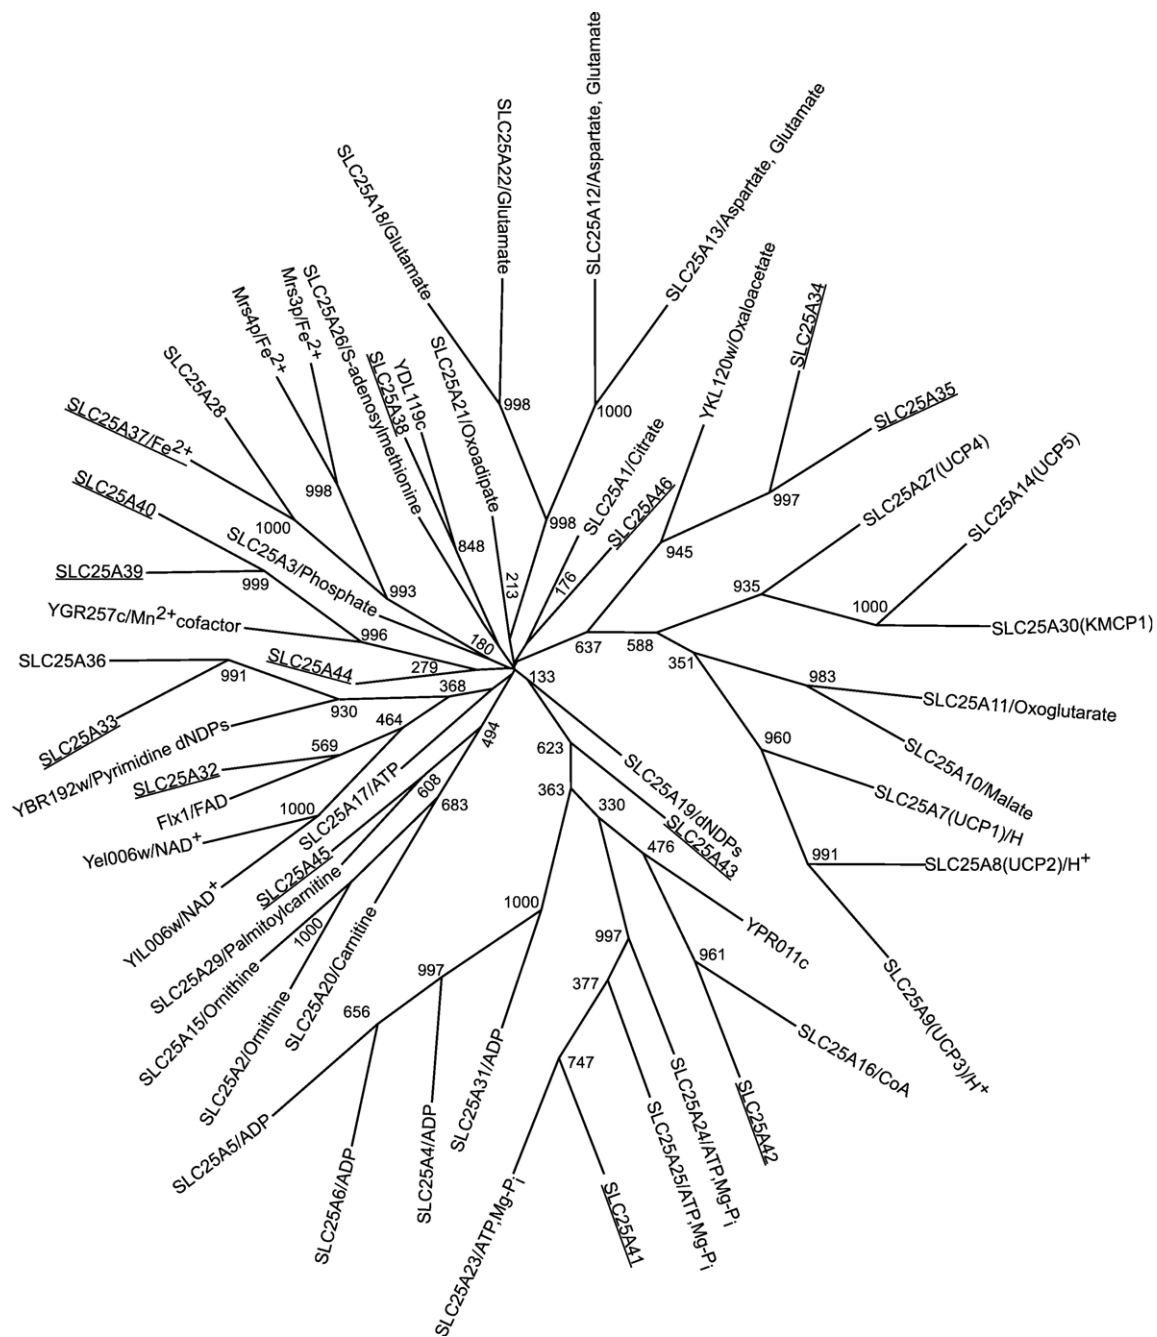 SLC25A12/Aspartate, Glutamate
SLC25A22/Glutamate
SLC25A13/Aspartate, Glutamate
SLC25A18/Glutamate
SLC25A34
YKL120w/Oxaloacetate
SLC25A26/S-adenosylmethionine
Mrs3p/Fe2+
Mrs4p/Fe2+
SLC25A38
YDL119c
SLC25A21/Oxoadipate
SLC25A28
SLC25A37/Fe2+
SLC25A35
998
1000
SLC25A1/Citrate
SLC25A46
SLC25A27(UCP4)
SLC25A14(UCP5)
SLC25A40
998
997
1000
998
848
945
SLC25A3/Phosphate
SLC25A39
999
993
213
176
935
1000
YGR257c/Mn2+cofactor
996
180
637
588
SLC25A30(KMCP1)
SLC25A36
SLC25A44
279
351
991
368
133
983
SLC25A11/Oxoglutarate
SLC25A33
930
464
494
SLC25A10/Malate
YBR192w/Pyrimidine dNDPs
569
623
960
SLC25A32
SLC25A17/ATP
608
SLC25A19/dNDPs
SLC25A7(UCP1)/H
Flx1/FAD
363
330
1000
683
SLC25A43
476
Yel006w/NAD+
SLC25A45
991
SLC25A8(UCP2)/H+
YIL006w/NAD+
SLC25A29/Palmitoylcarnitine
1000
1000
YPR011c
SLC25A15/Ornithine
SLC25A20/Carnitine
997
997
961
SLC25A2/Ornithine
377
656
SLC25A9(UCP3)/H+
SLC25A31/ADP
SLC25A16/CoA
747
SLC25A5/ADP
SLC25A4/ADP
SLC25A24/ATP,Mg-Pi
SLC25A42
SLC25A6/ADP
SLC25A25/ATP,Mg-Pi
SLC25A23/ATP,Mg-Pi
SLC25A41